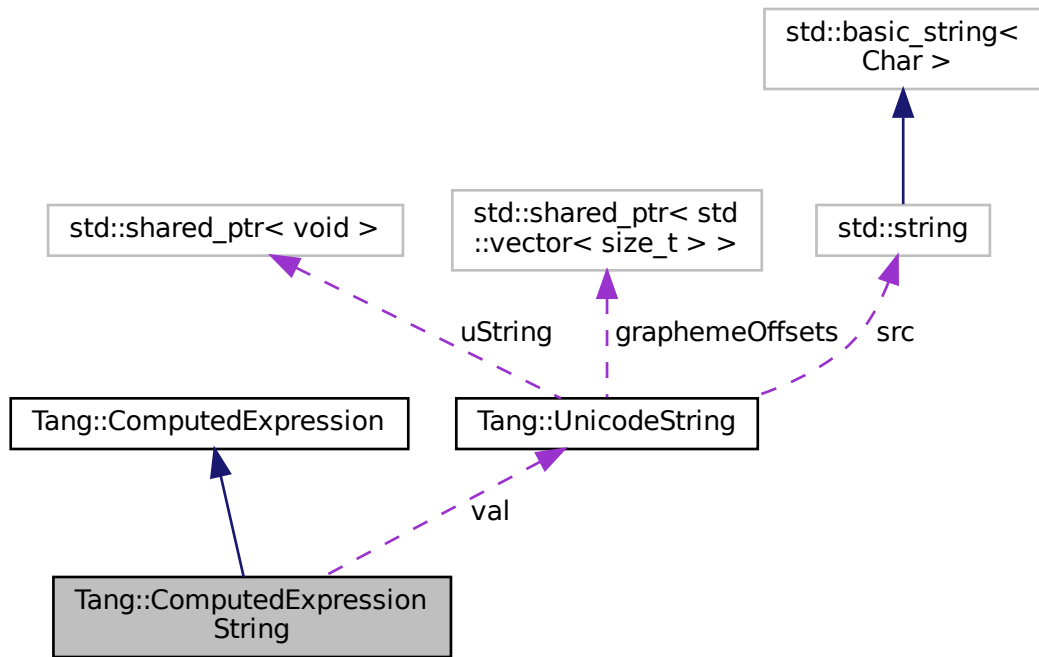 std::basic_string<
Char >
std::shared_ptr< void >
std::shared_ptr< std
::vector< size_t > >
std::string
uString
graphemeOffsets
src
Tang::ComputedExpression
Tang::UnicodeString
val
Tang::ComputedExpression
String